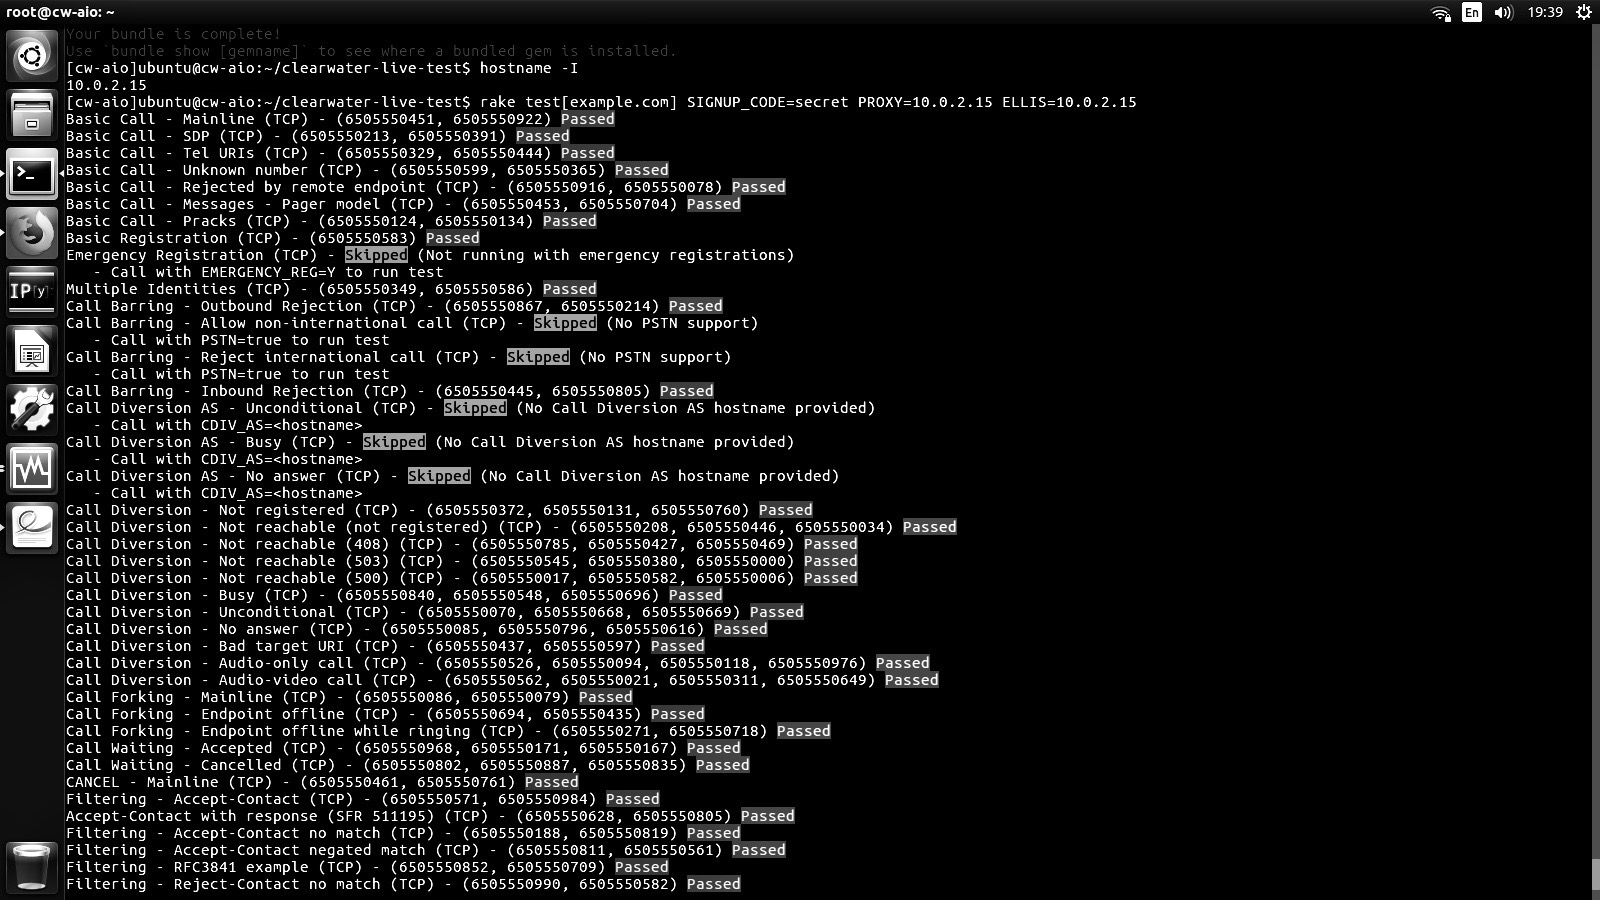 root@cw-aio: ~
En
19:39
Your bundle is complete!
Use `bundle show [gemname]` to see where a bundled gem is installed.
[cw-aio]ubuntu@cw-aio:~/clearwater-live-test$ hostname -I
10.0.2.15
[cw-aio]ubuntu@cw-aio:~/clearwater-live-test$ rake test[example.com] SIGNUP_CODE=secret PROXY=10.0.2.15 ELLIS=10.0.2.15
Basic Call - Mainline (TCP) - (6505550451, 6505550922) Passed
Basic Call - SDP (TCP) - (6505550213, 6505550391) Passed
Basic Call - Tel URIs (TCP) - (6505550329, 6505550444) Passed
Basic Call - Unknown number (TCP) - (6505550599, 6505550365) Passed
Basic Call - Rejected by remote endpoint (TCP) - (6505550916, 6505550078) Passed
Basic Call - Messages - Pager model (TCP) - (6505550453, 6505550704) Passed
Basic Call - Pracks (TCP) - (6505550124, 6505550134) Passed
Basic Registration (TCP) - (6505550583) Passed
Emergency Registration (TCP) - Skipped (Not running with emergency registrations)
   - Call with EMERGENCY_REG=Y to run test
Multiple Identities (TCP) - (6505550349, 6505550586) Passed
Call Barring - Outbound Rejection (TCP) - (6505550867, 6505550214) Passed
Call Barring - Allow non-international call (TCP) - Skipped (No PSTN support)
   - Call with PSTN=true to run test
Call Barring - Reject international call (TCP) - Skipped (No PSTN support)
   - Call with PSTN=true to run test
Call Barring - Inbound Rejection (TCP) - (6505550445, 6505550805) Passed
Call Diversion AS - Unconditional (TCP) - Skipped (No Call Diversion AS hostname provided)
   - Call with CDIV_AS=<hostname>
Call Diversion AS - Busy (TCP) - Skipped (No Call Diversion AS hostname provided)
   - Call with CDIV_AS=<hostname>
Call Diversion AS - No answer (TCP) - Skipped (No Call Diversion AS hostname provided)
   - Call with CDIV_AS=<hostname>
Call Diversion - Not registered (TCP) - (6505550372, 6505550131, 6505550760) Passed
Call Diversion - Not reachable (not registered) (TCP) - (6505550208, 6505550446, 6505550034) Passed
Call Diversion - Not reachable (408) (TCP) - (6505550785, 6505550427, 6505550469) Passed
Call Diversion - Not reachable (503) (TCP) - (6505550545, 6505550380, 6505550000) Passed
Call Diversion - Not reachable (500) (TCP) - (6505550017, 6505550582, 6505550006) Passed
Call Diversion - Busy (TCP) - (6505550840, 6505550548, 6505550696) Passed
Call Diversion - Unconditional (TCP) - (6505550070, 6505550668, 6505550669) Passed
Call Diversion - No answer (TCP) - (6505550085, 6505550796, 6505550616) Passed
Call Diversion - Bad target URI (TCP) - (6505550437, 6505550597) Passed
Call Diversion - Audio-only call (TCP) - (6505550526, 6505550094, 6505550118, 6505550976) Passed
Call Diversion - Audio-video call (TCP) - (6505550562, 6505550021, 6505550311, 6505550649) Passed
Call Forking - Mainline (TCP) - (6505550086, 6505550079) Passed
Call Forking - Endpoint offline (TCP) - (6505550694, 6505550435) Passed
Call Forking - Endpoint offline while ringing (TCP) - (6505550271, 6505550718) Passed
Call Waiting - Accepted (TCP) - (6505550968, 6505550171, 6505550167) Passed
Call Waiting - Cancelled (TCP) - (6505550802, 6505550887, 6505550835) Passed
CANCEL - Mainline (TCP) - (6505550461, 6505550761) Passed
Filtering - Accept-Contact (TCP) - (6505550571, 6505550984) Passed
Accept-Contact with response (SFR 511195) (TCP) - (6505550628, 6505550805) Passed
Filtering - Accept-Contact no match (TCP) - (6505550188, 6505550819) Passed
Filtering - Accept-Contact negated match (TCP) - (6505550811, 6505550561) Passed
Filtering - RFC3841 example (TCP) - (6505550852, 6505550709) Passed
Filtering - Reject-Contact no match (TCP) - (6505550990, 6505550582) Passed
IP[y]: